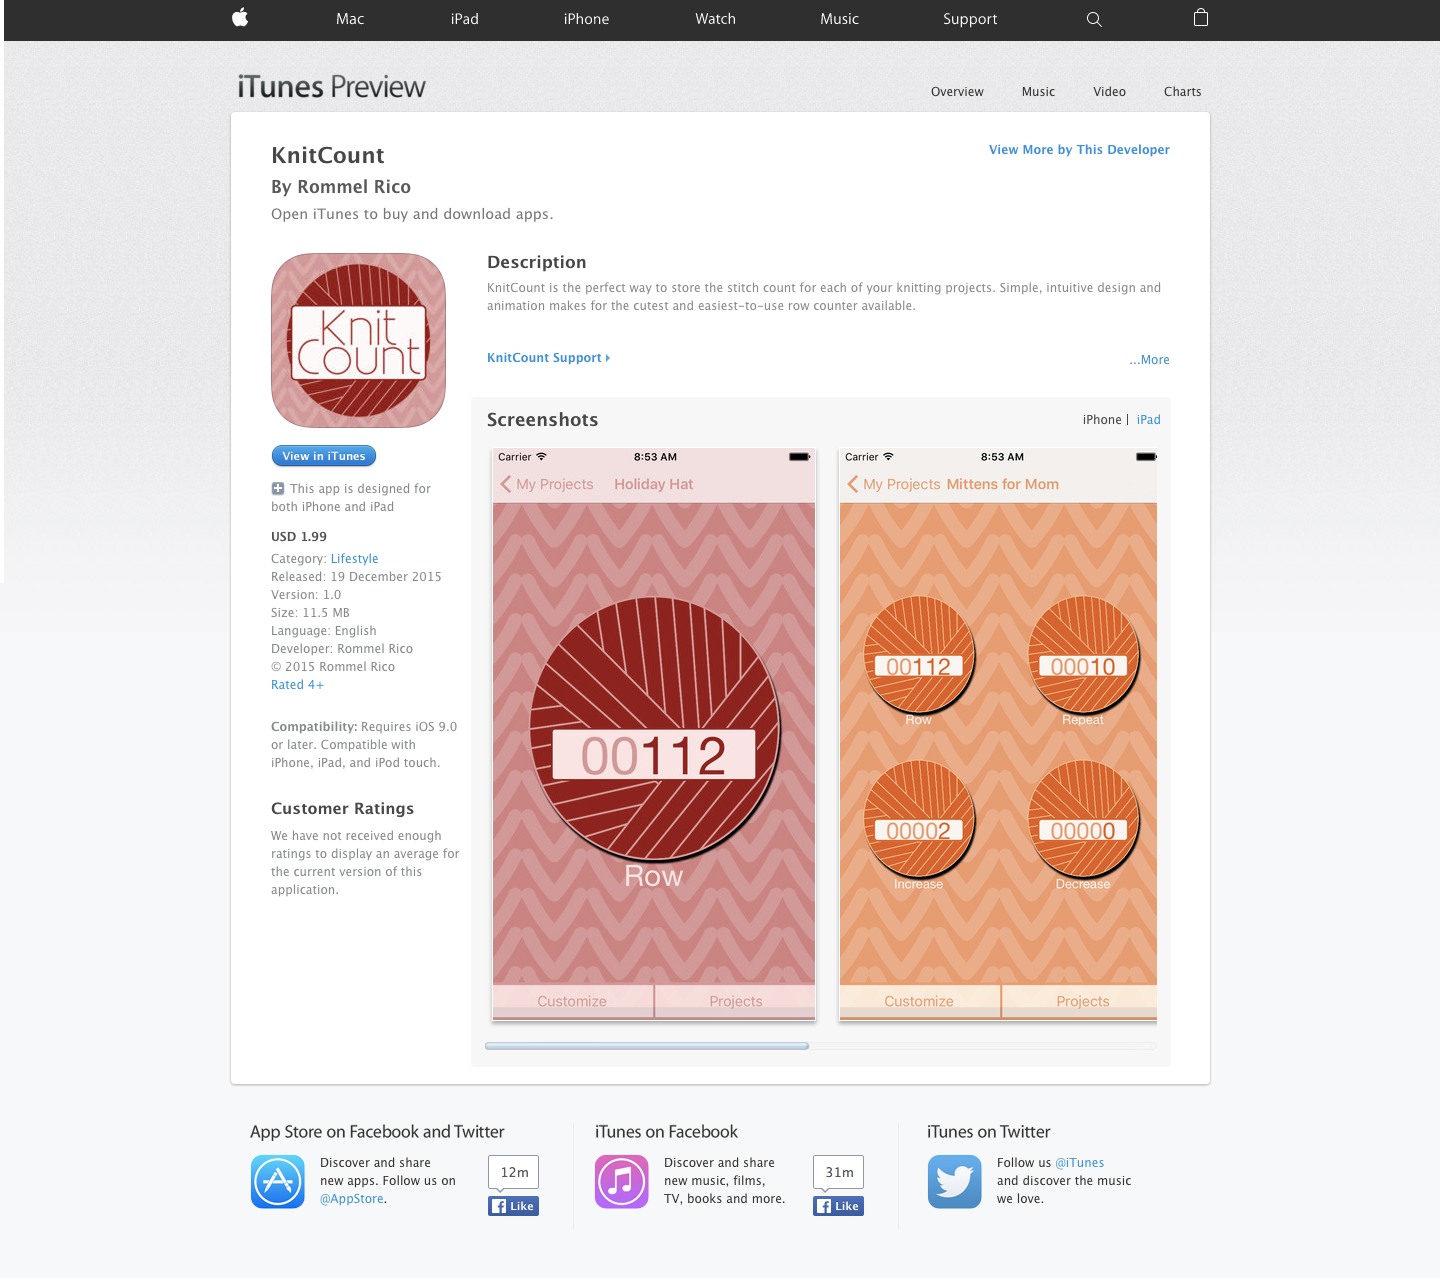 Mac iPad iPhone Watch Music Support
iTunes Preview
Overview Music Video Charts
KnitCount
View More by This Developer
By Rommel Rico
Open iTunes to buy and download apps.
Knit
Count
View in iTunes
This app is designed for
both iPhone and iPad
USD 1.99
Category: Lifestyle
Released: 19 December 2015
Version: 1.0
Size: 11.5 MB
Language: English
Developer: Rommel Rico
© 2015 Rommel Rico
Rated 4+
Compatibility: Requires iOS 9.0
or later. Compatible with
iPhone, iPad, and iPod touch.
Customer Ratings
We have not received enough
ratings to display an average for
the current version of this
application.
Description
KnitCount is the perfect way to store the stitch count for each of your knitting projects. Simple, intuitive design and
animation makes for the cutest and easiest-to-use row counter available.
KnitCount Support
...More
Screenshots
iPhone | iPad
Carrier 8:53 AM
My Projects Holiday Hat
00112
Row
Customize Projects
Carrier 8:53 AM
My Projects Mittens for Mom
00112 00010
Row Repeat
00002 00000
Increase Decrease
Customize Projects
App Store on Facebook and Twitter
Discover and share
new apps. Follow us on
@AppStore.
12m
Like
iTunes on Facebook
Discover and share
new music, films,
TV, books and more.
31m
Like
iTunes on Twitter
Follow us @iTunes
and discover the music
we love.